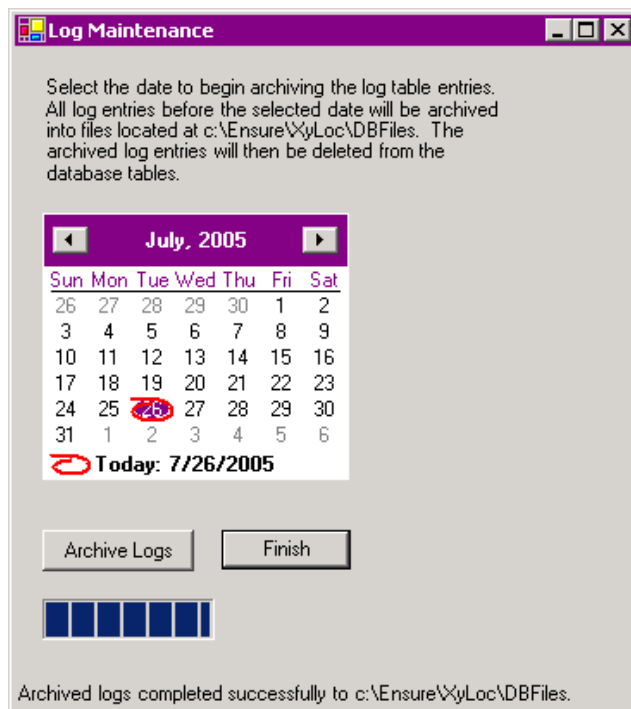 Log Maintenance
Select the date to begin archiving the log table entries.
All log entries before the selected date will be archived
into files located at c:\Ensure\XyLoc\DBFiles. The
archived log entries will then be deleted from the
database tables.
July, 2005
Sun Mon Tue Wed Thu Fri Sat
26 27 28 29 30 1 2
3 4 5 6 7 8 9
10 11 12 13 14 15 16
17 18 19 20 21 22 23
24 25 26 27 28 29 30
31 1 2 3 4 5 6
Today: 7/26/2005
Archive Logs Finish
Archived logs completed successfully to c:\Ensure\XyLoc\DBFiles.